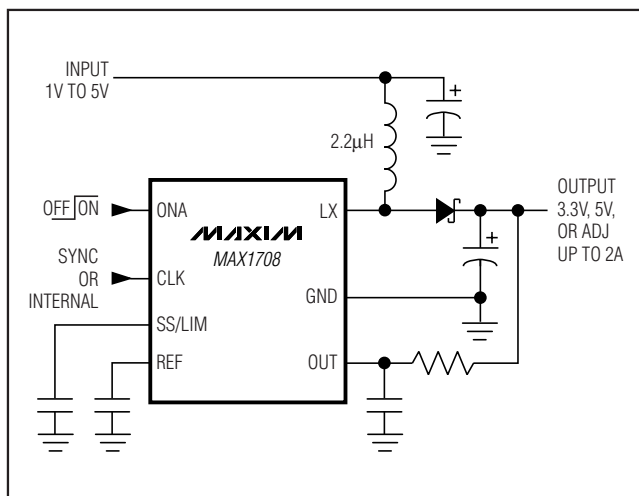 INPUT
1V TO 5V
+
2.2µH
OFF ON
ONA
LX
MAXIM
MAX1708
OUTPUT
3.3V, 5V,
OR ADJ
UP TO 2A
+
SYNC
OR
INTERNAL
CLK
GND
SS/LIM
REF
OUT